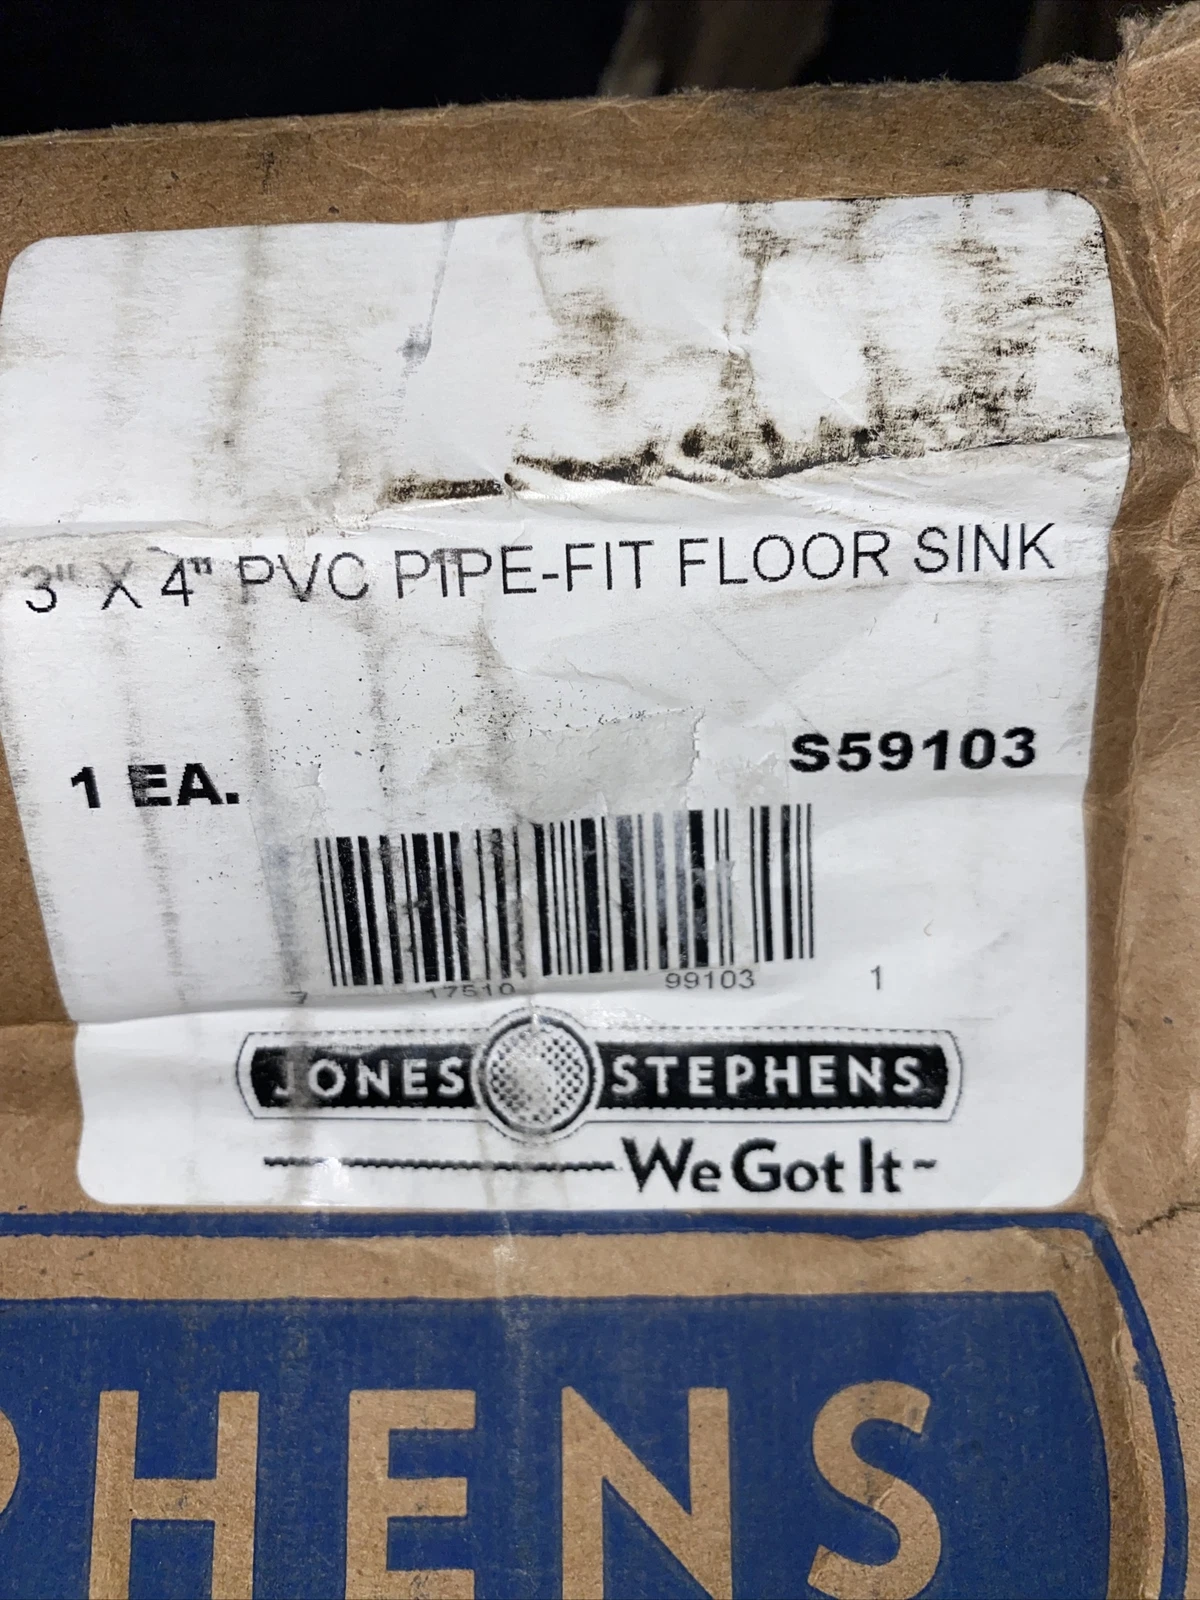 3" X 4" PVC PIPE-FIT FLOOR SINK
1 EA.
S59103
7 17510 99103 1
JONES STEPHENS
We Got It
PHENS